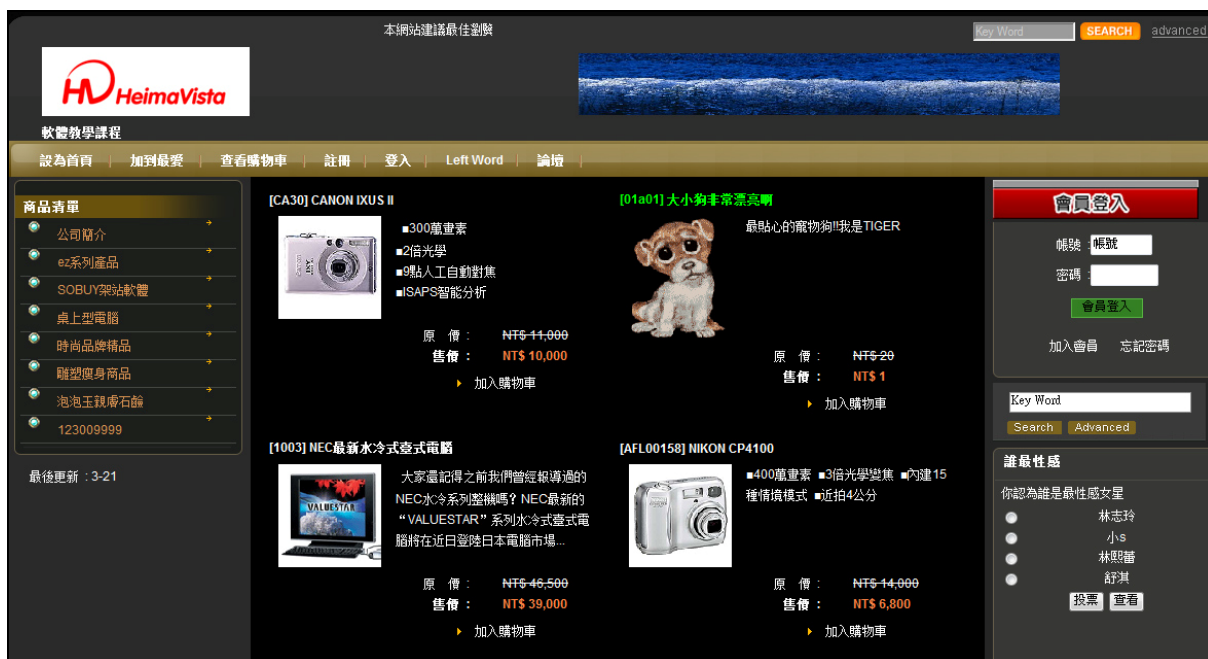 本網站建議最佳瀏覽
Key Word
SEARCH
advanced
HeimaVista
軟體教學課程
設為首頁 | 加到最愛 | 查看購物車 | 註冊 | 登入 | Left Word | 論壇 |
商品清單
公司簡介
ez系列產品
SOBUY架站軟體
桌上型電腦
時尚品牌精品
雕塑瘦身商品
泡泡玉親膚石鹼
123009999
最後更新 : 3-21
[CA30] CANON IXUS II
■300萬畫素
■2倍光學
■9點人工自動對焦
■ISAPS智能分析
原 價 : NT$ 11,000
售價 : NT$ 10,000
加入購物車
[01a01] 大小狗非常漂亮啊
最貼心的寵物狗!!我是TIGER
原 價 : NT$ 20
售價 : NT$ 1
加入購物車
[1003] NEC最新水冷式臺式電腦
大家還記得之前我們曾經報導過的
NEC水冷系列整機嗎? NEC最新的
“VALUESTAR” 系列水冷式臺式電
腦將在近日登陸日本電腦市場...
VALUESTAR
原 價 : NT$ 46,500
售價 : NT$ 39,000
加入購物車
[AFL00158] NIKON CP4100
■400萬畫素 ■3倍光學變焦 ■內建15
種情境模式 ■近拍4公分
原 價 : NT$ 14,000
售價 : NT$ 6,800
加入購物車
會員登入
帳號 : 帳號
密碼 :
會員登入
加入會員 忘記密碼
Key Word
Search Advanced
誰最性感
你認為誰是最性感女星
林志玲
小s
林熙蕾
舒淇
投票 查看